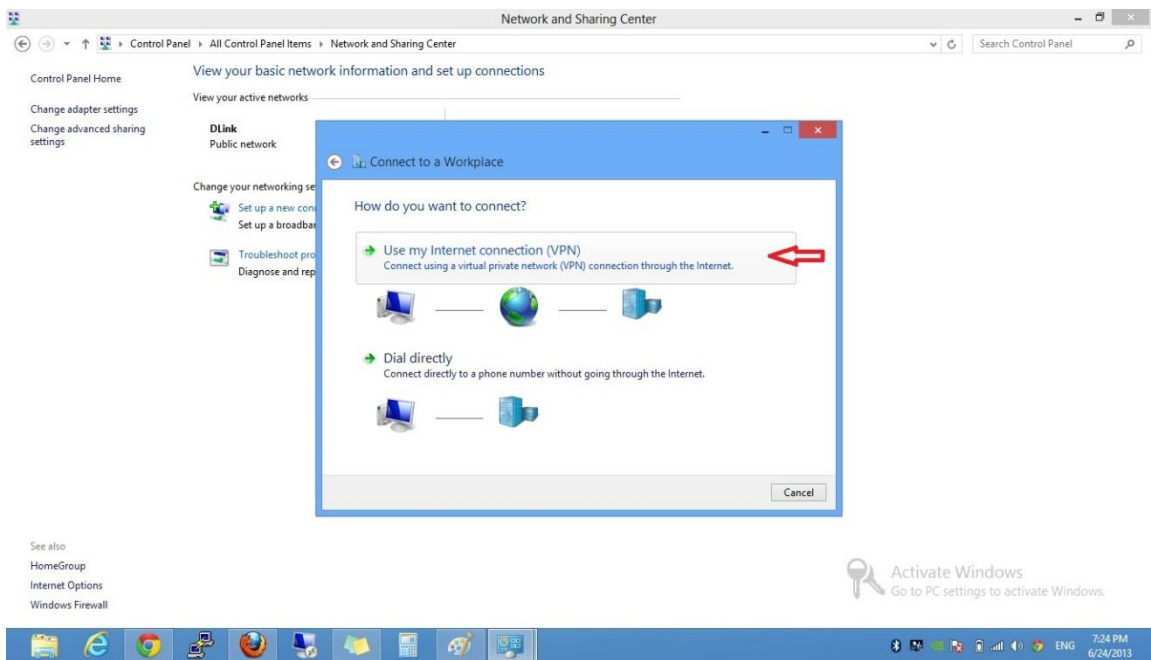 Network and Sharing Center
Control Panel ▸ All Control Panel Items ▸ Network and Sharing Center
Search Control Panel
Control Panel Home
Change adapter settings
Change advanced sharing
settings
View your basic network information and set up connections
View your active networks
DLink
Public network
Change your networking se
Set up a new con
Set up a broadbar
Troubleshoot pro
Diagnose and rep
Connect to a Workplace
How do you want to connect?
Use my Internet connection (VPN)
Connect using a virtual private network (VPN) connection through the Internet.
Dial directly
Connect directly to a phone number without going through the Internet.
Cancel
See also
HomeGroup
Internet Options
Windows Firewall
Activate Windows
Go to PC settings to activate Windows.
ENG
7:24 PM
6/24/2013